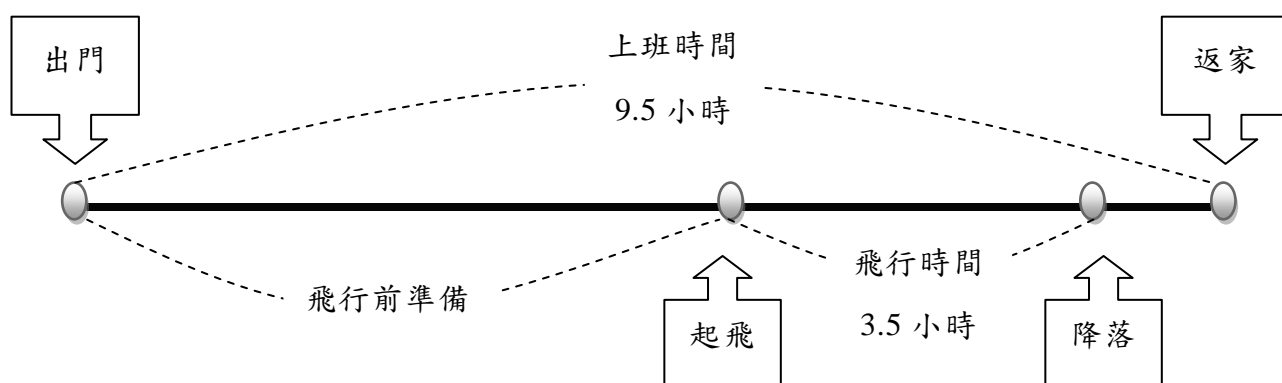 出門
上班時間
9.5 小時
返家
飛行前準備
起飛
飛行時間
3.5 小時
降落